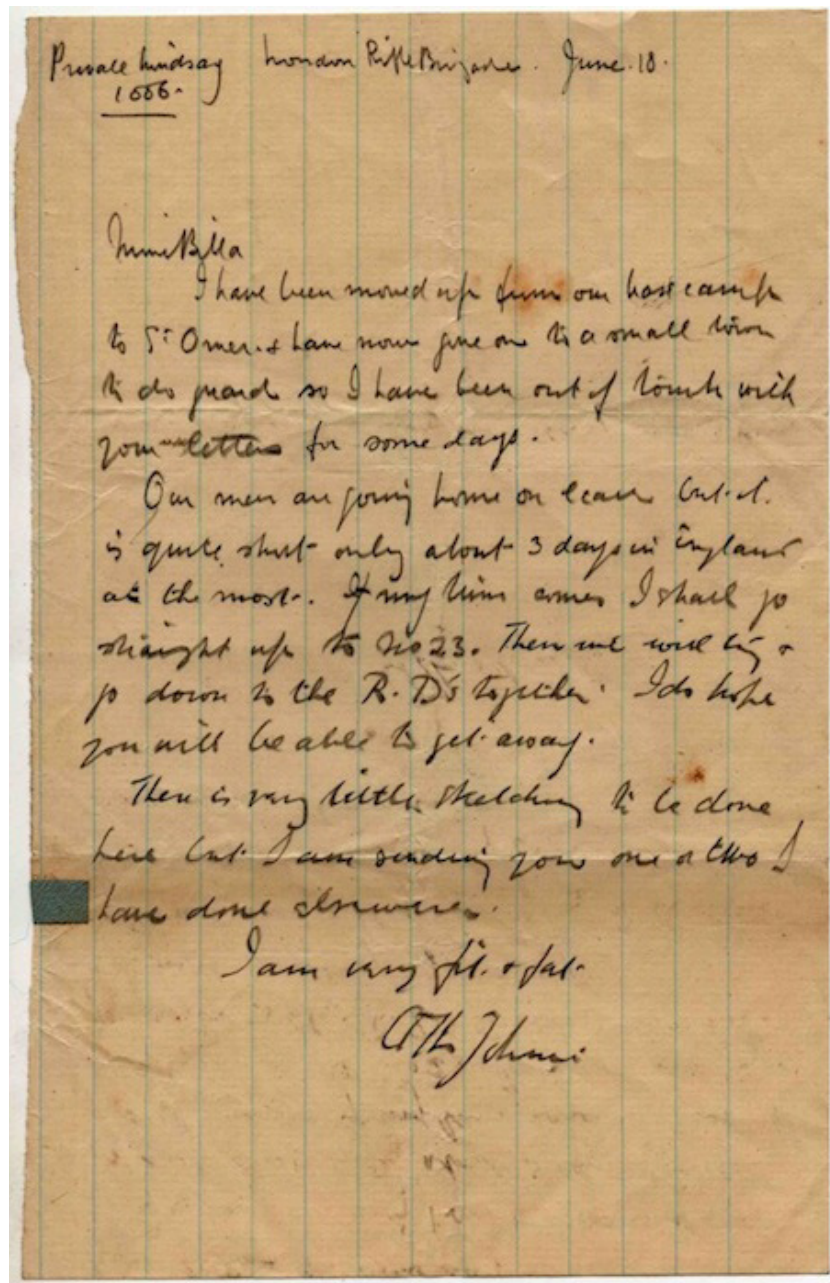 Private Lindsay London Rifle Brigade. June.18.
1006.
I have been moved up from our base camp
to St Omer. & have now gone on to a small town
to do guard so I have been out of touch with
your letters for some days.
Our men are going home on leave but it
is quite short only about 3 days in England
at the most. If my turn comes I shall go
straight up to No 23. Then we will try &
go down to the R.D's together. I do hope
you will be able to get away.
There is very little sketching to be done
here but I am sending you one or two I
have done elsewhere.
I am very fit & fat.